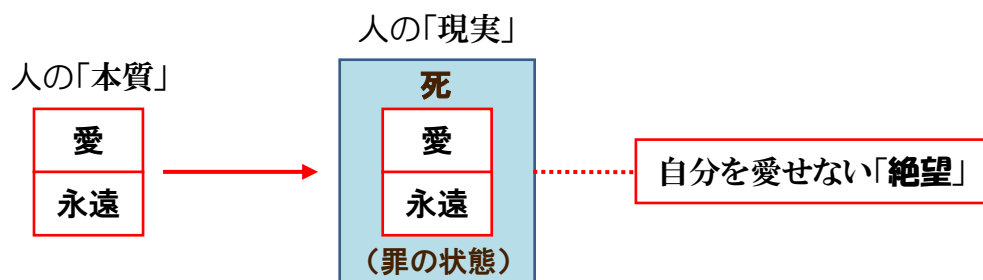 人の「現実」
人の「本質」
死
愛
愛
自分を愛せない「絶望」
永遠
永遠
（罪の状態）